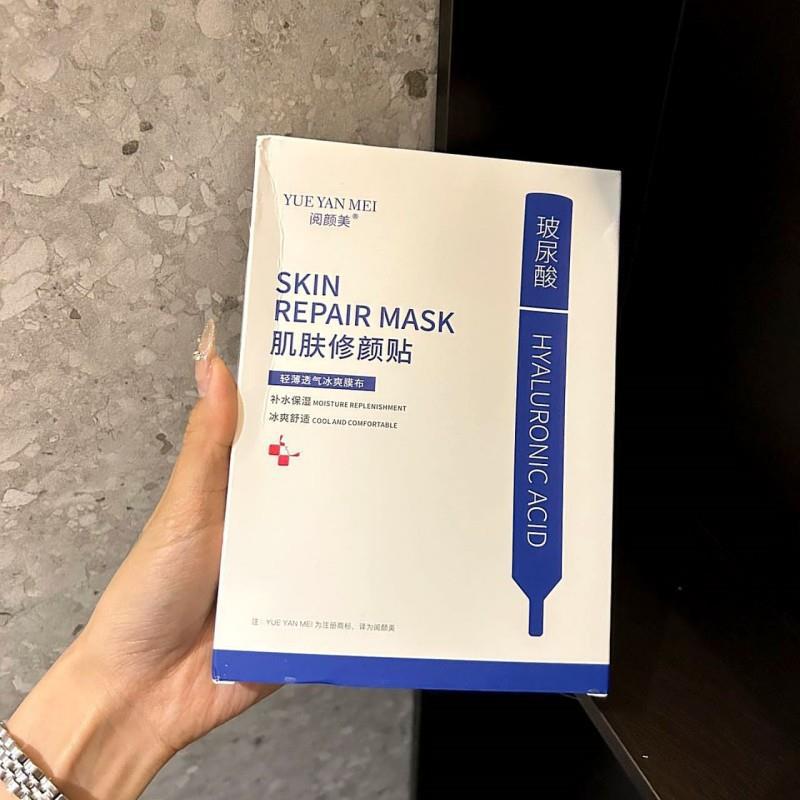 YUE YAN MEI
阅颜美®
SKIN
REPAIR MASK
肌肤修颜贴
轻薄透气冰爽膜布
补水保湿 MOISTURE REPLENISHMENT
冰爽舒适 COOL AND COMFORTABLE
注：YUE YAN MEI 为注册商标，译为阅颜美
玻尿酸
HYALURONIC ACID